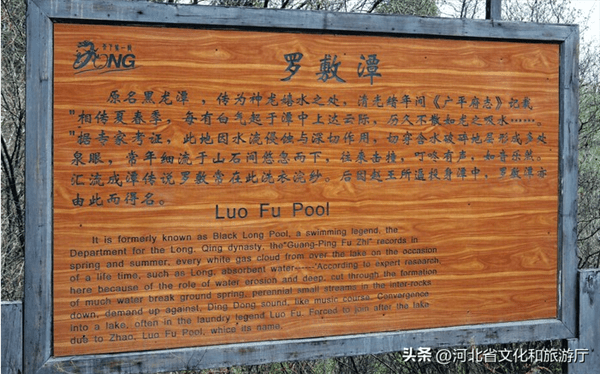 ONG
罗敷潭
原名黑龙潭，传为神龙嬉水之处，清光绪年间《广平府志》记载
"相传夏春季，每有白气起于潭中上达云际，历久不散如龙之吸水……。
"据专家考证，此地因水流侵蚀与深切作用，切穿含水破碎地层形成多处
泉眼，常年细流于山石间悠忽而下，往来击撞，叮咚有声，如音乐然。
汇流成潭传说罗敷常在此洗衣浣纱。后因赵王所逼投身潭中，罗敷潭亦
由此而得名。
Luo Fu Pool
It is formerly known as Black Long Pool, a swimming legend, the
Department for the Long, Qing dynasty, the"Guang-Ping Fu Zhi" records in
spring and summer, every white gas cloud from over the lake on the occasion
of a life time, such as Long, absorbent water-----'According to expert research,
here because of the role of water erosion and deep, cut through the formation
of much water break ground spring, perennial small streams in the inter-rocks
down, demand up against, Ding Dong sound, like music course. Convergence
into a lake, often in the laundry legend Luo Fu. Forced to join after the lake
due to Zhao, Luo Fu Pool, whice its name.
头条 @河北省文化和旅游厅